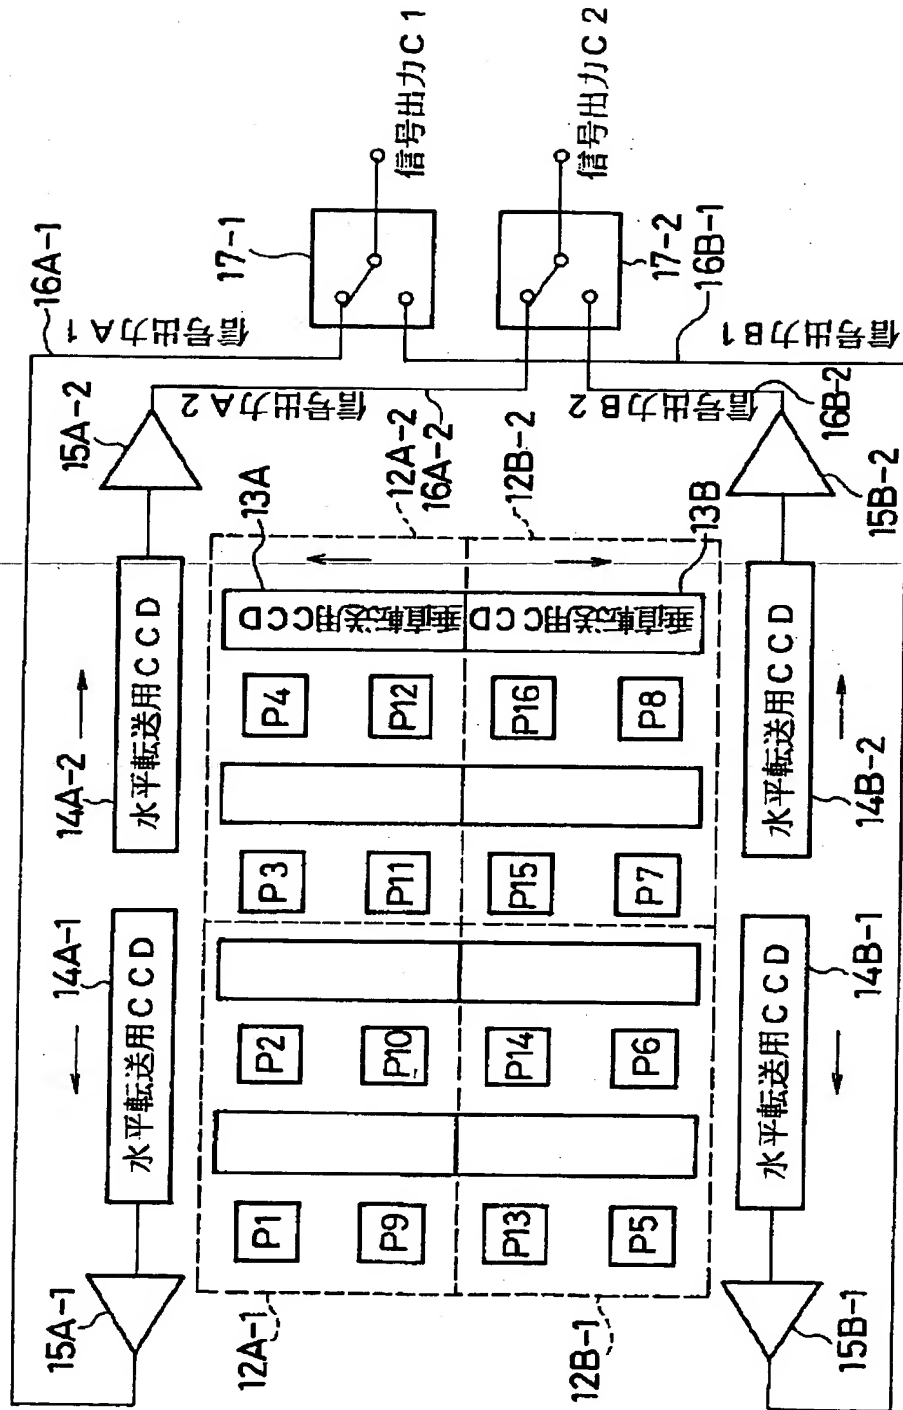 16A-1
信号出力A1
17-1
信号出力C1
15A-2
信号出力A2
16A-2
12A-2
13A
14A-2
水平転送用CCD
14A-1
水平転送用CCD
15A-1
12A-1
垂直転送用CCD
P1
P2
P3
P4
P9
P10
P11
P12
P13
P14
P15
P16
P5
P6
P7
P8
垂直転送用CCD
12B-1
12B-2
13B
水平転送用CCD
14B-1
水平転送用CCD
14B-2
15B-1
15B-2
信号出力B2
16B-2
信号出力C2
17-2
16B-1
信号出力B1